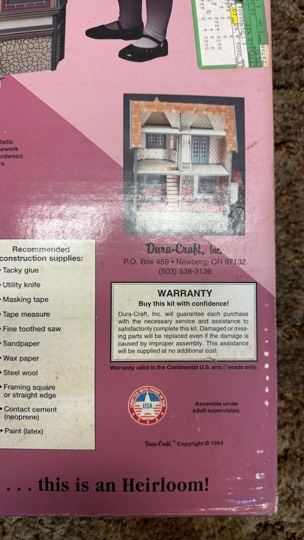 listic
ework
ardwood
rs
Dura-Craft, Inc.
P.O. Box 459 • Newberg, OR 97132
(503) 538-3136
Recommended
construction supplies:
• Tacky glue
• Utility knife
• Masking tape
• Tape measure
• Fine toothed saw
• Sandpaper
• Wax paper
• Steel wool
• Framing square
or straight edge
• Contact cement
(neoprene)
• Paint (latex)
WARRANTY
Buy this kit with confidence!
Dura-Craft, Inc. will guarantee each purchase
with the necessary service and assistance to
satisfactorily complete this kit. Damaged or miss-
ing parts will be replaced even if the damage is
caused by improper assembly. This assistance
will be supplied at no additional cost.
Warranty valid in the Continental U.S. and Canada only.
USA
Assemble under
adult supervision.
Dura-Craft,™ Copyright © 1994
. . . this is an Heirloom!